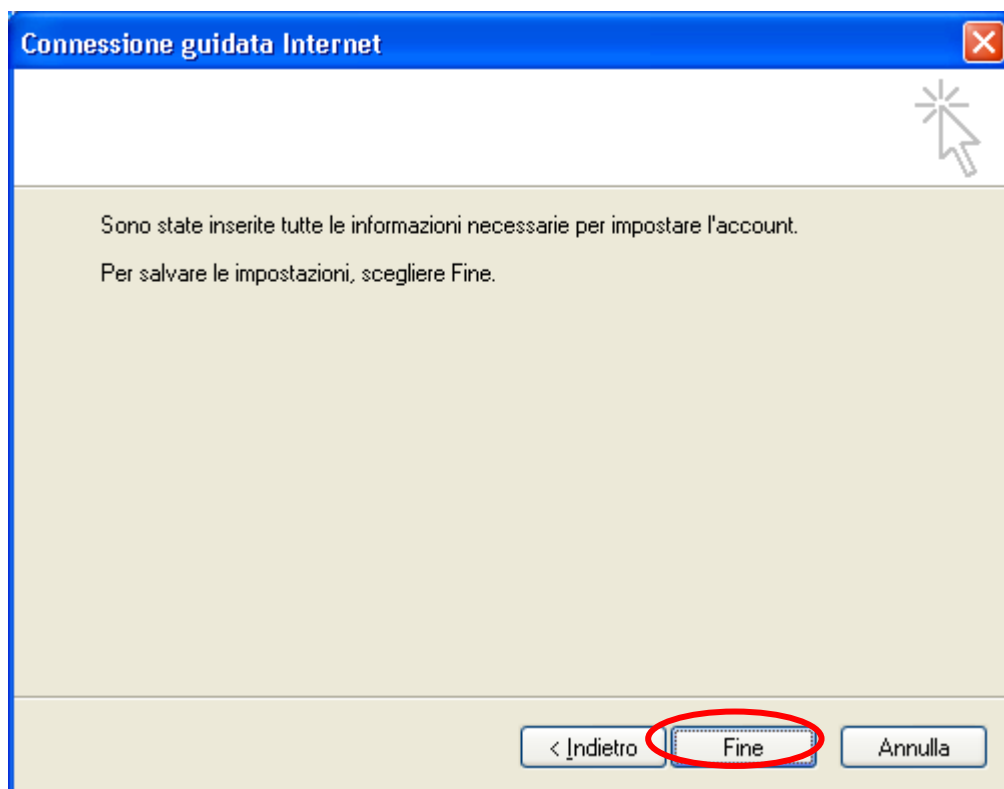 Connessione guidata Internet
Sono state inserite tutte le informazioni necessarie per impostare l'account.
Per salvare le impostazioni, scegliere Fine.
< Indietro
Fine
Annulla